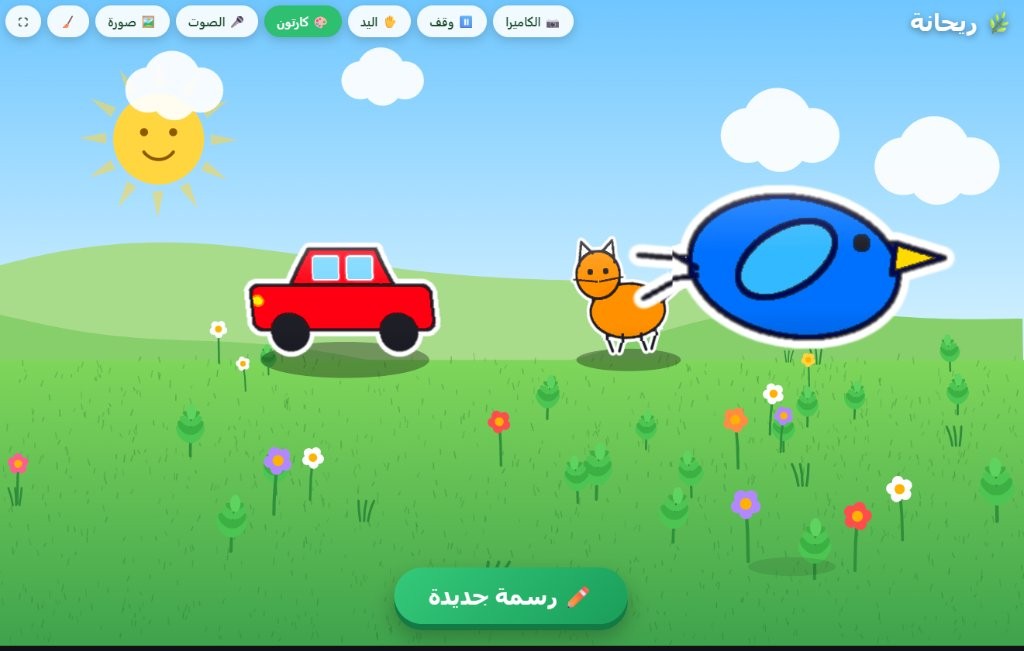 ريحانة
الكاميرا
وقف
اليد
كارتون
الصوت
صورة
رسمة جديدة